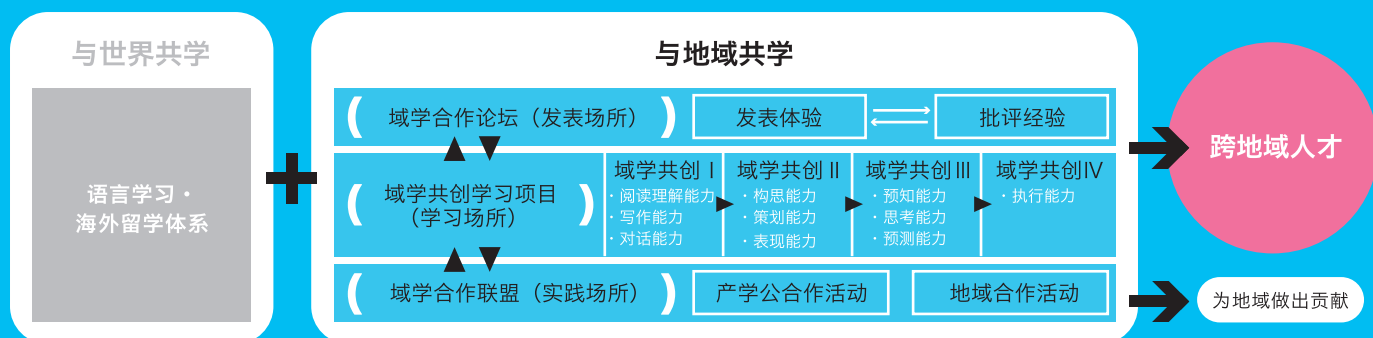 与世界共学
语言学习・
海外留学体系
与地域共学
域学合作论坛（发表场所）
发表体验
批评经验
域学共创学习项目
（学习场所）
域学共创 I
・阅读理解能力
・写作能力
・对话能力
域学共创 II
・构思能力
・策划能力
・表现能力
域学共创III
・预知能力
・思考能力
・预测能力
域学共创IV
・执行能力
域学合作联盟（实践场所）
产学公合作活动
地域合作活动
跨地域人才
为地域做出贡献